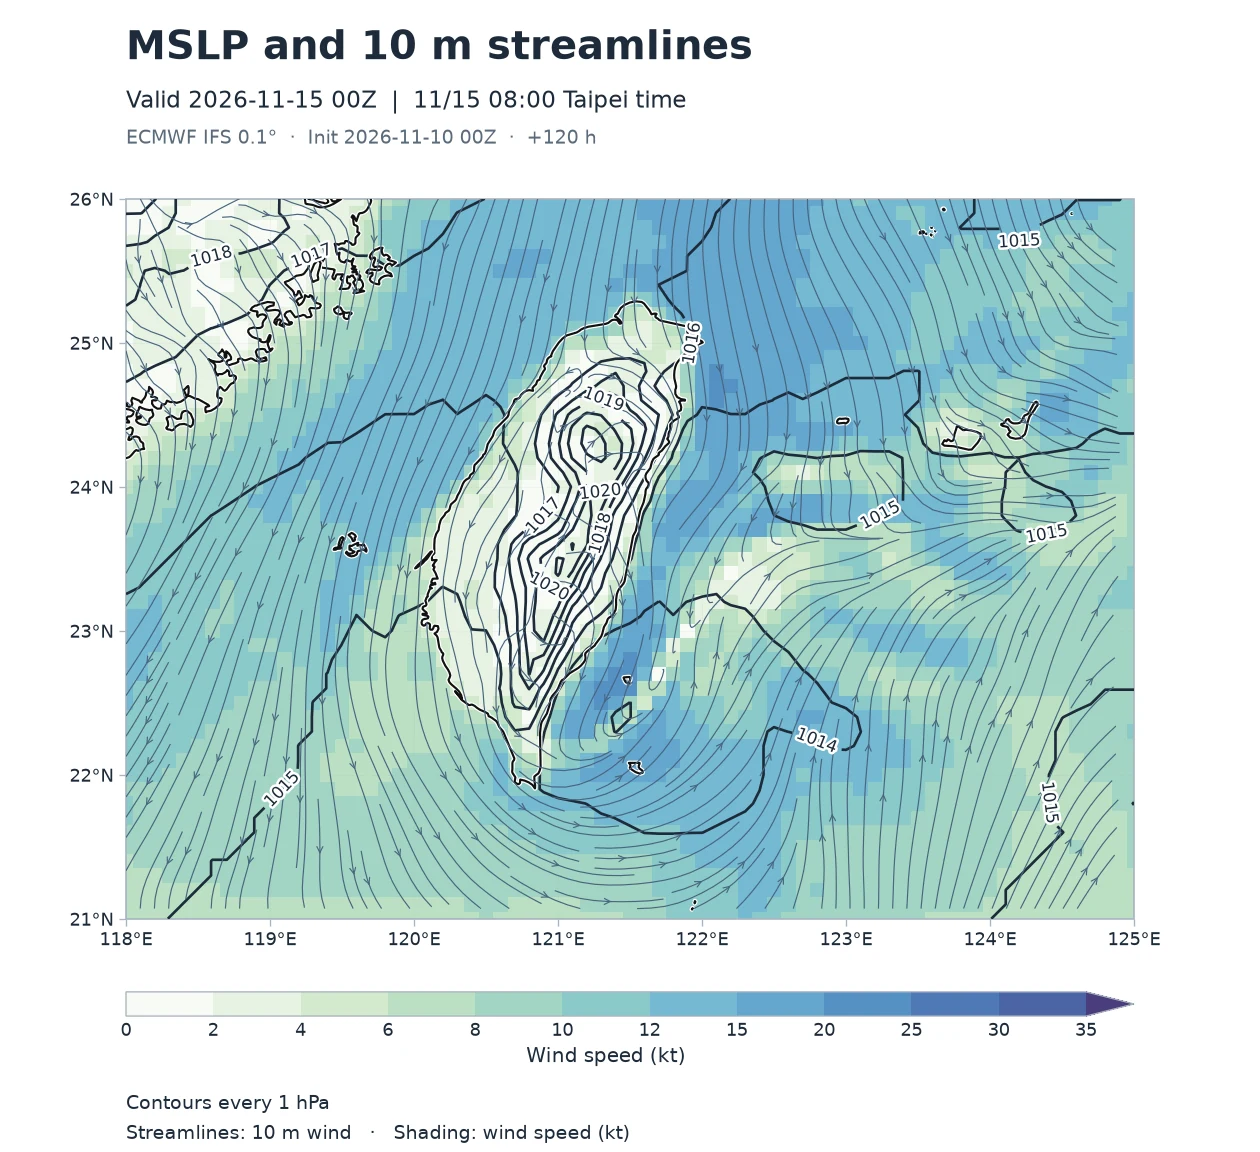 MSLP and 10 m streamlines
Valid 2026-11-15 00Z | 11/15 08:00 Taipei time
ECMWF IFS 0.1° · Init 2026-11-10 00Z · +120 h
26°N
25°N
24°N
23°N
22°N
21°N
1018
1017
1015
1016
1019
1020
1017
1018
1015
1015
1020
1014
1015
1015
118°E 119°E 120°E 121°E 122°E 123°E 124°E 125°E
0 2 4 6 8 10 12 15 20 25 30 35
Wind speed (kt)
Contours every 1 hPa
Streamlines: 10 m wind · Shading: wind speed (kt)